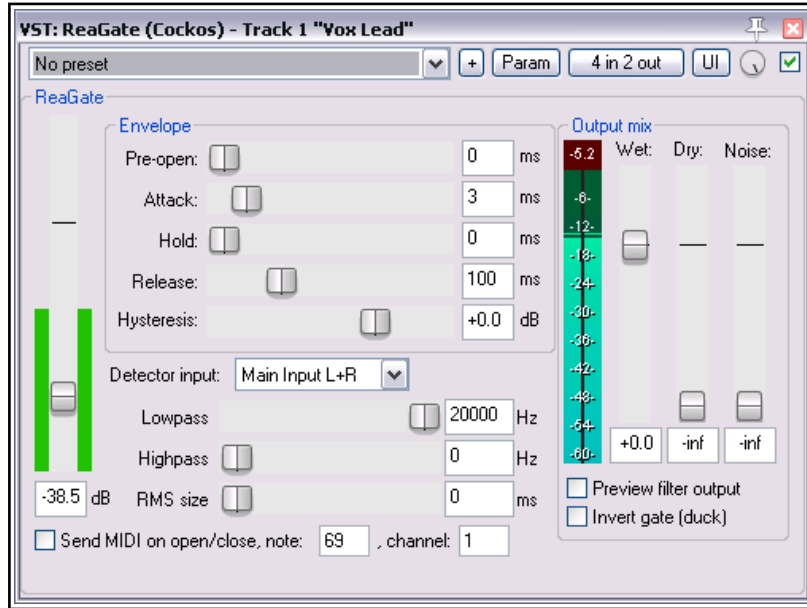 VST: ReaGate (Cockos) - Track 1 "Vox Lead"
No preset + Param 4 in 2 out UI
ReaGate
Envelope
Pre-open: 0 ms
Attack: 3 ms
Hold: 0 ms
Release: 100 ms
Hysteresis: +0.0 dB
Detector input: Main Input L+R
Lowpass 20000 Hz
Highpass 0 Hz
-38.5 dB RMS size 0 ms
Send MIDI on open/close, note: 69 , channel: 1
Output mix
-5.2 Wet: Dry: Noise:
-6-
-12-
-18-
-24-
-30-
-36-
-42-
-48-
-54-
-60-
+0.0 -inf -inf
Preview filter output
Invert gate (duck)